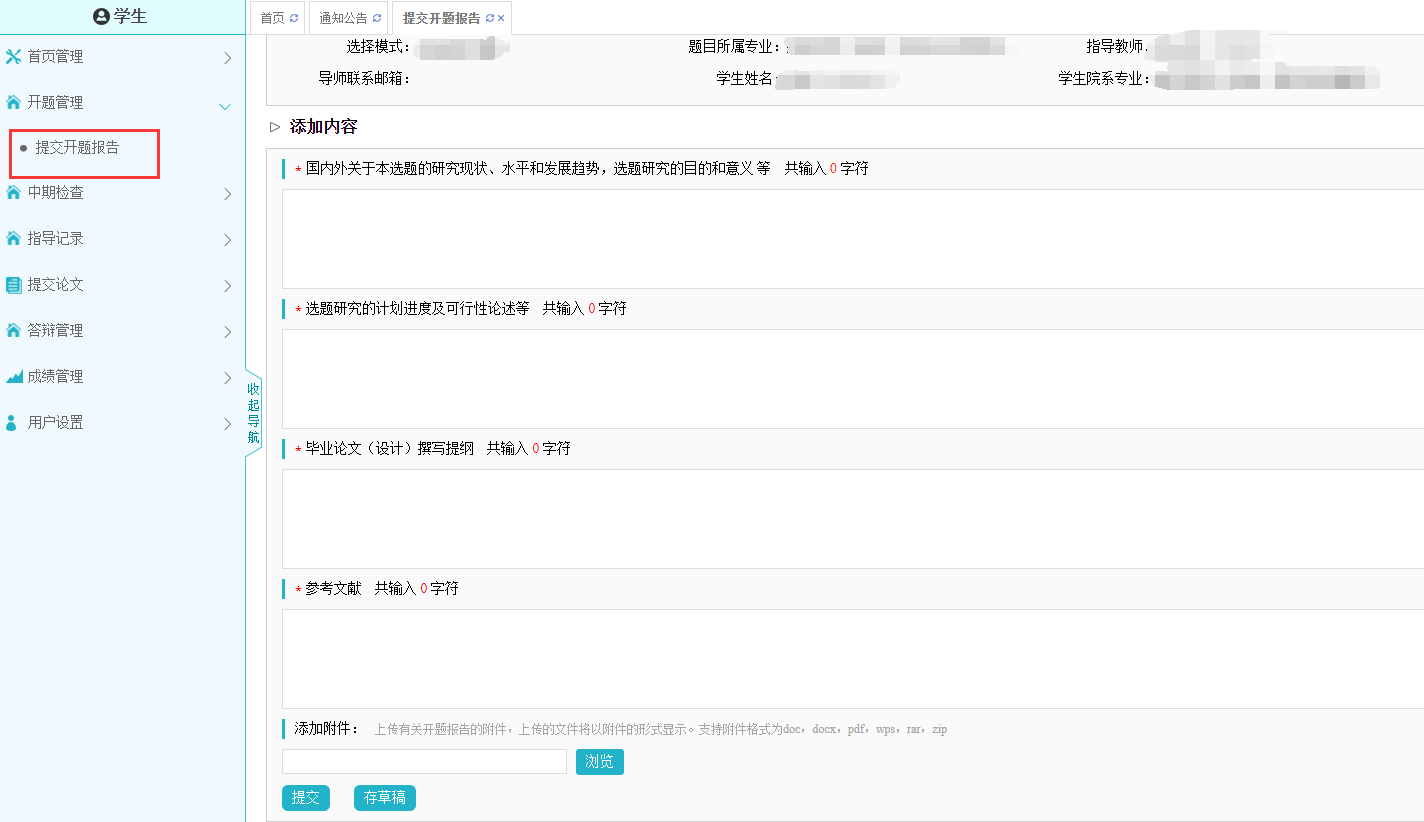 学生
首页管理
开题管理
提交开题报告
中期检查
指导记录
提交论文
答辩管理
成绩管理
用户设置
收起导航
首页 通知公告 提交开题报告
选择模式： 题目所属专业： 指导教师
导师联系邮箱： 学生姓名 学生院系专业：
添加内容
* 国内外关于本选题的研究现状、水平和发展趋势，选题研究的目的和意义 等 共输入 0 字符
* 选题研究的计划进度及可行性论述等 共输入 0 字符
* 毕业论文（设计）撰写提纲 共输入 0 字符
* 参考文献 共输入 0 字符
添加附件： 上传有关开题报告的附件，上传的文件将以附件的形式显示。支持附件格式为doc，docx，pdf，wps，rar，zip
浏览
提交 存草稿